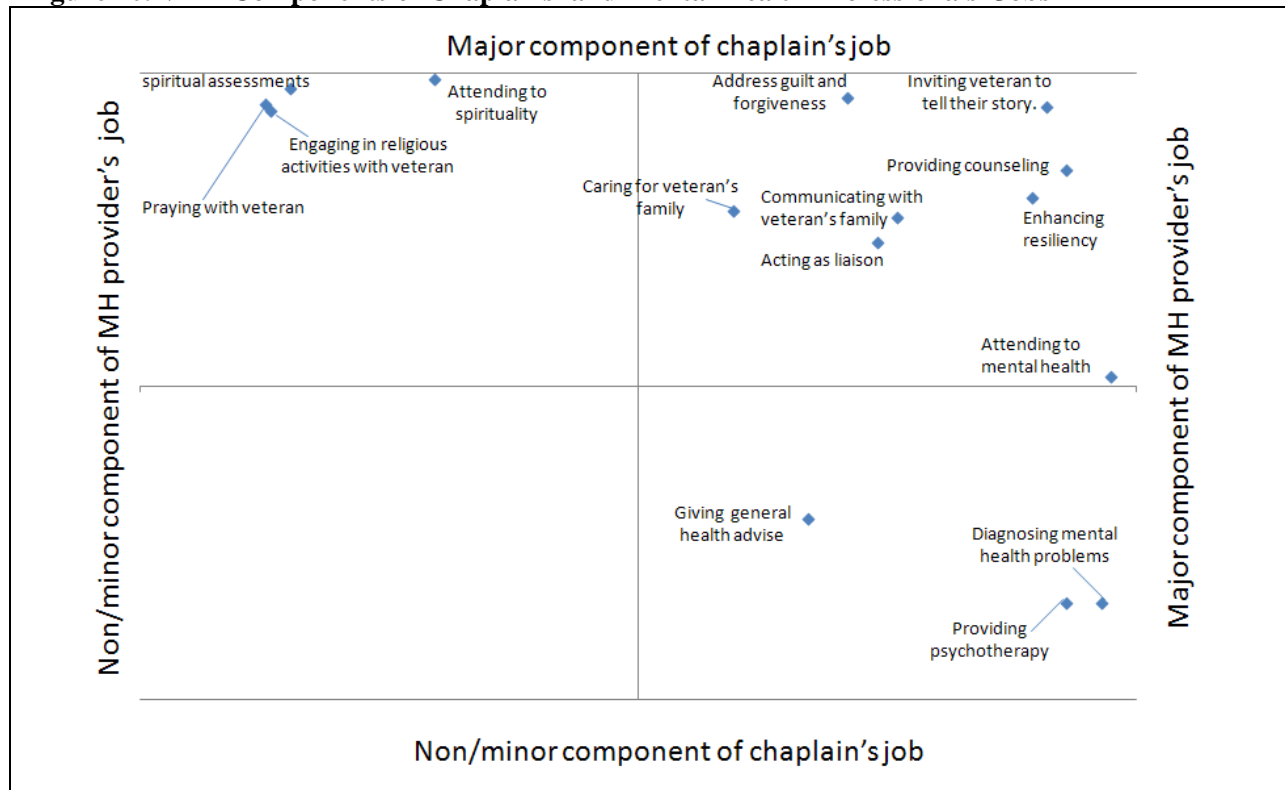 Major component of chaplain's job
spiritual assessments
Attending to
spirituality
Engaging in religious
activities with veteran
Praying with veteran
Address guilt and
forgiveness
Inviting veteran to
tell their story.
Providing counseling
Caring for veteran's
family
Communicating with
veteran's family
Enhancing
resiliency
Acting as liaison
Attending to
mental health
Non/minor component of MH provider's job
Major component of MH provider's job
Giving general
health advise
Diagnosing mental
health problems
Providing
psychotherapy
Non/minor component of chaplain's job